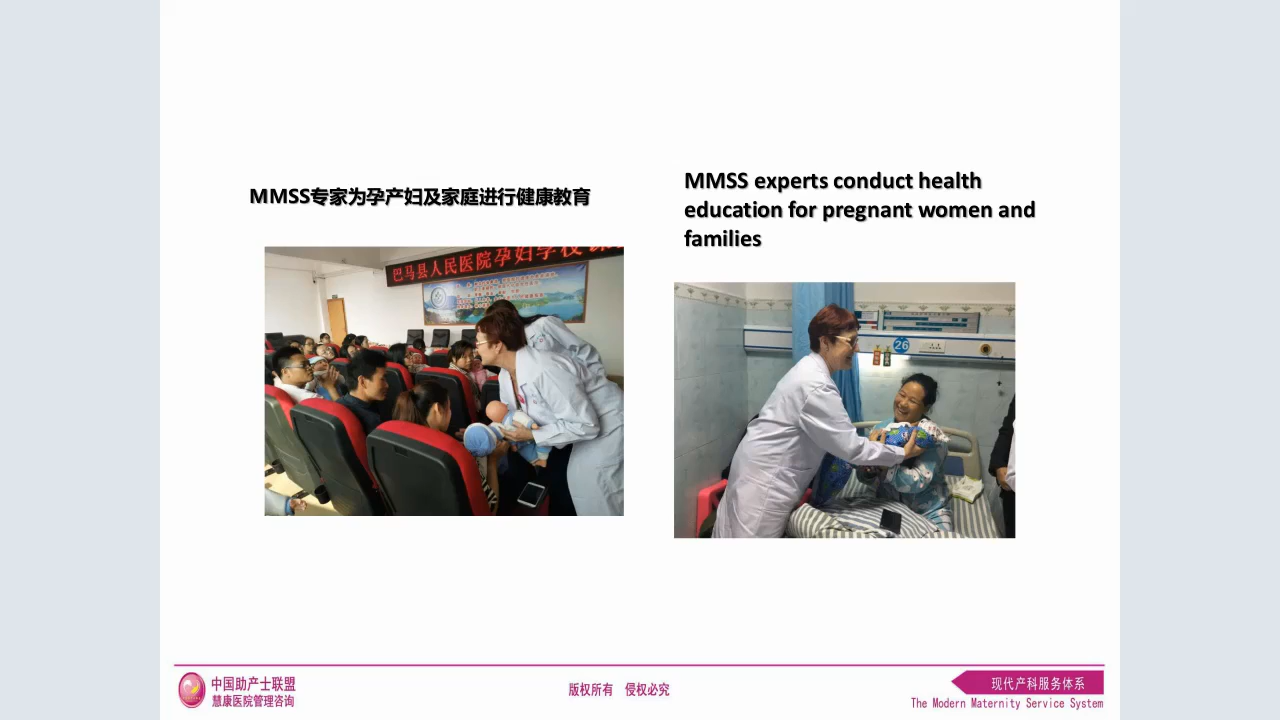 MMSS专家为孕产妇及家庭进行健康教育
MMSS experts conduct health
education for pregnant women and
families
巴马县人民医院孕妇学校
26
中国助产士联盟
慧康医院管理咨询
版权所有 侵权必究
现代产科服务体系
The Modern Maternity Service System